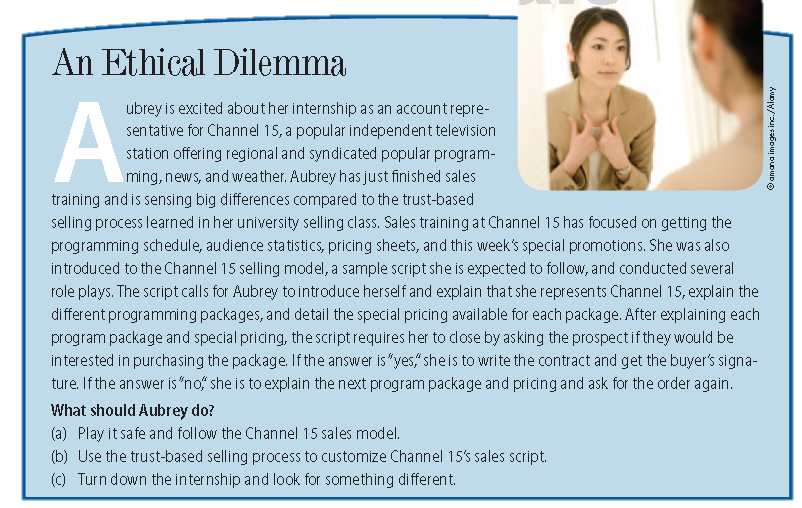 An Ethical Dilemma
Aubrey is excited about her internship as an account repre-
sentative for Channel 15, a popular independent television
station offering regional and syndicated popular program-
ming, news, and weather. Aubrey has just finished sales
training and is sensing big differences compared to the trust-based
selling process learned in her university selling class. Sales training at Channel 15 has focused on getting the
programming schedule, audience statistics, pricing sheets, and this week's special promotions. She was also
introduced to the Channel 15 selling model, a sample script she is expected to follow, and conducted several
role plays. The script calls for Aubrey to introduce herself and explain that she represents Channel 15, explain the
different programming packages, and detail the special pricing available for each package. After explaining each
program package and special pricing, the script requires her to close by asking the prospect if they would be
interested in purchasing the package. If the answer is "yes," she is to write the contract and get the buyer's signa-
ture. If the answer is "no," she is to explain the next program package and pricing and ask for the order again.
What should Aubrey do?
(a) Play it safe and follow the Channel 15 sales model.
(b) Use the trust-based selling process to customize Channel 15's sales script.
(c) Turn down the internship and look for something different.
© amana images inc./Alamy